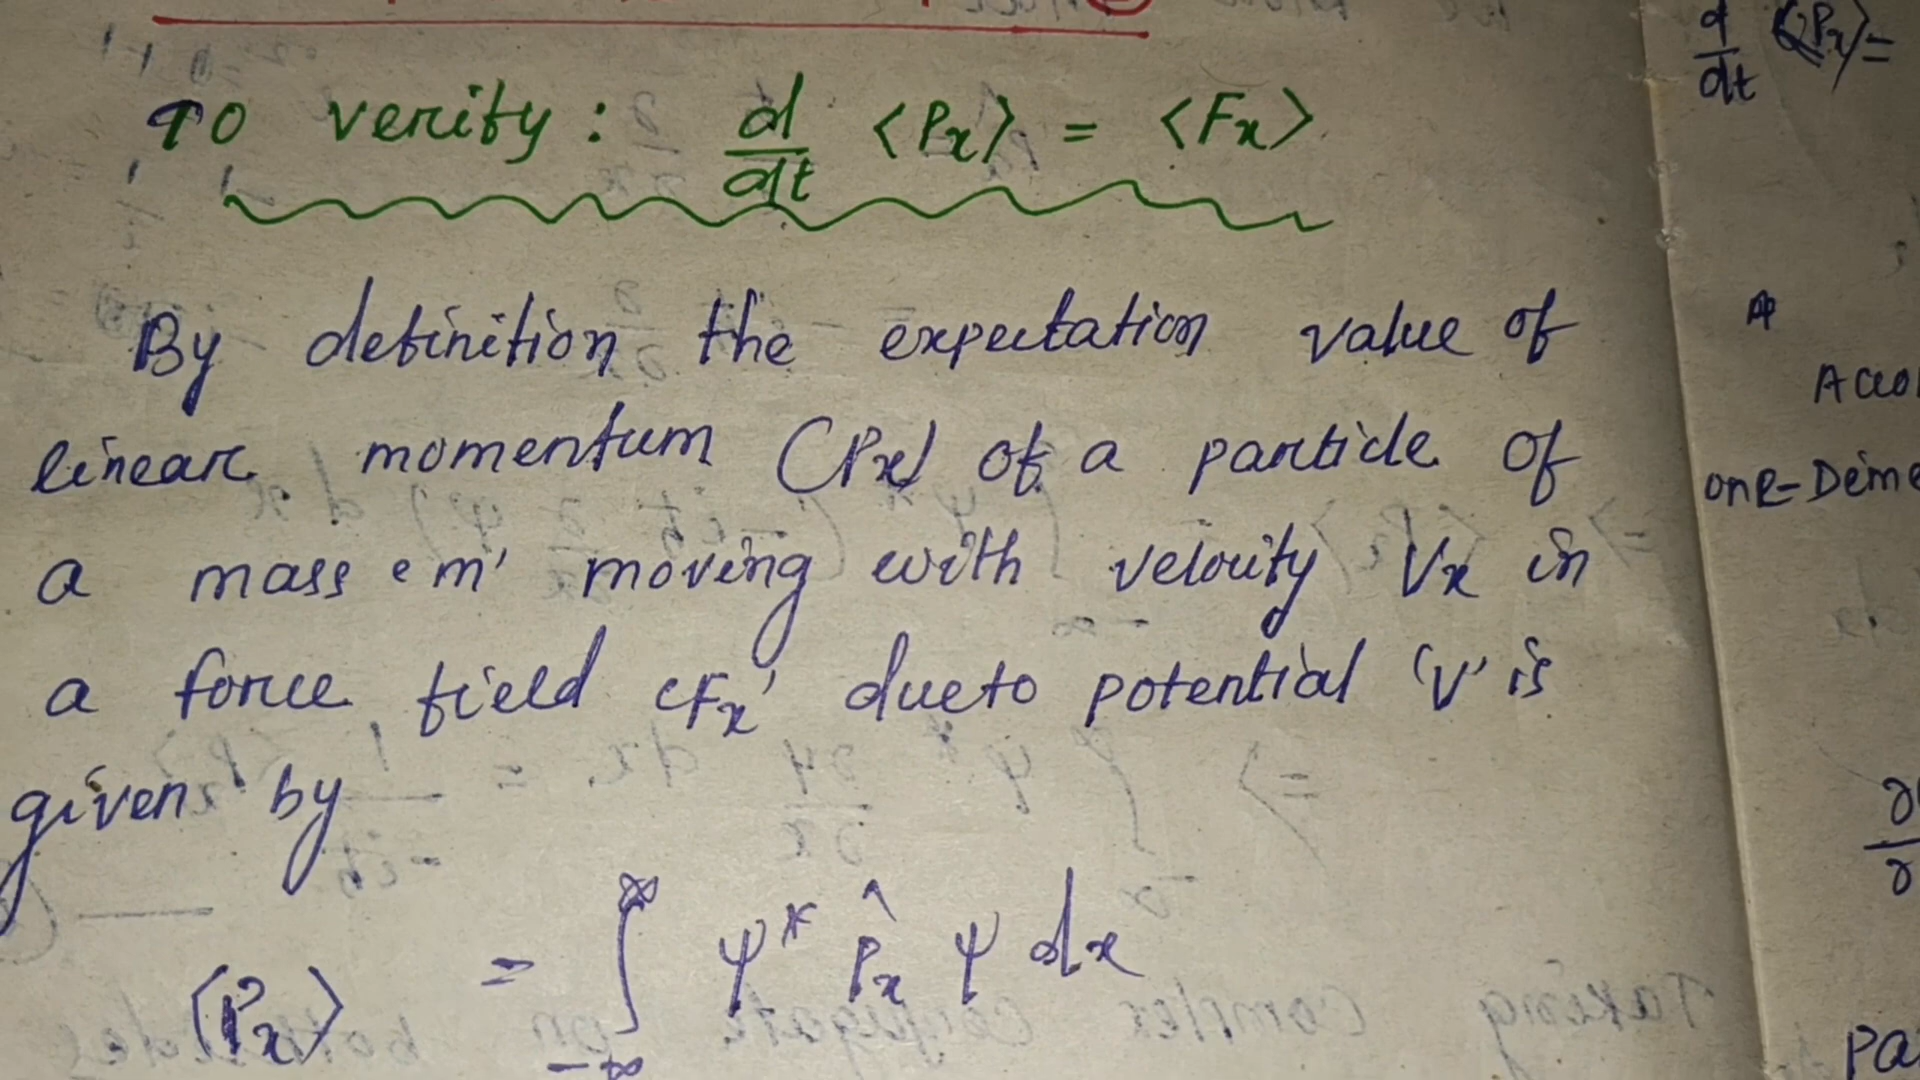 To verify: d/dt <Px> = <Fx>
By definition the expectation value of
linear momentum (Px) of a particle of
a mass 'm' moving with velocity Vx in
a force field 'Fx' due to potential 'V' is
given by
<Px> = ∫_{-∞}^{∞} ψ* P̂x ψ dx
d/dt <Px> =
one-Dime